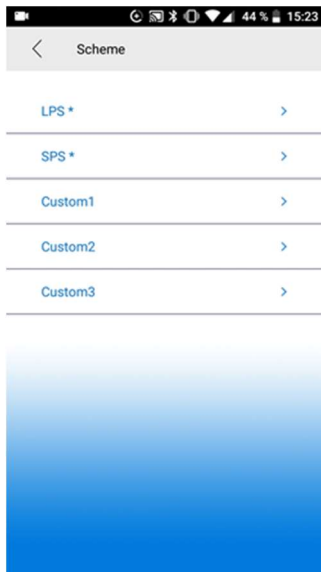 44 % 15:23
Scheme
LPS *
SPS *
Custom1
Custom2
Custom3